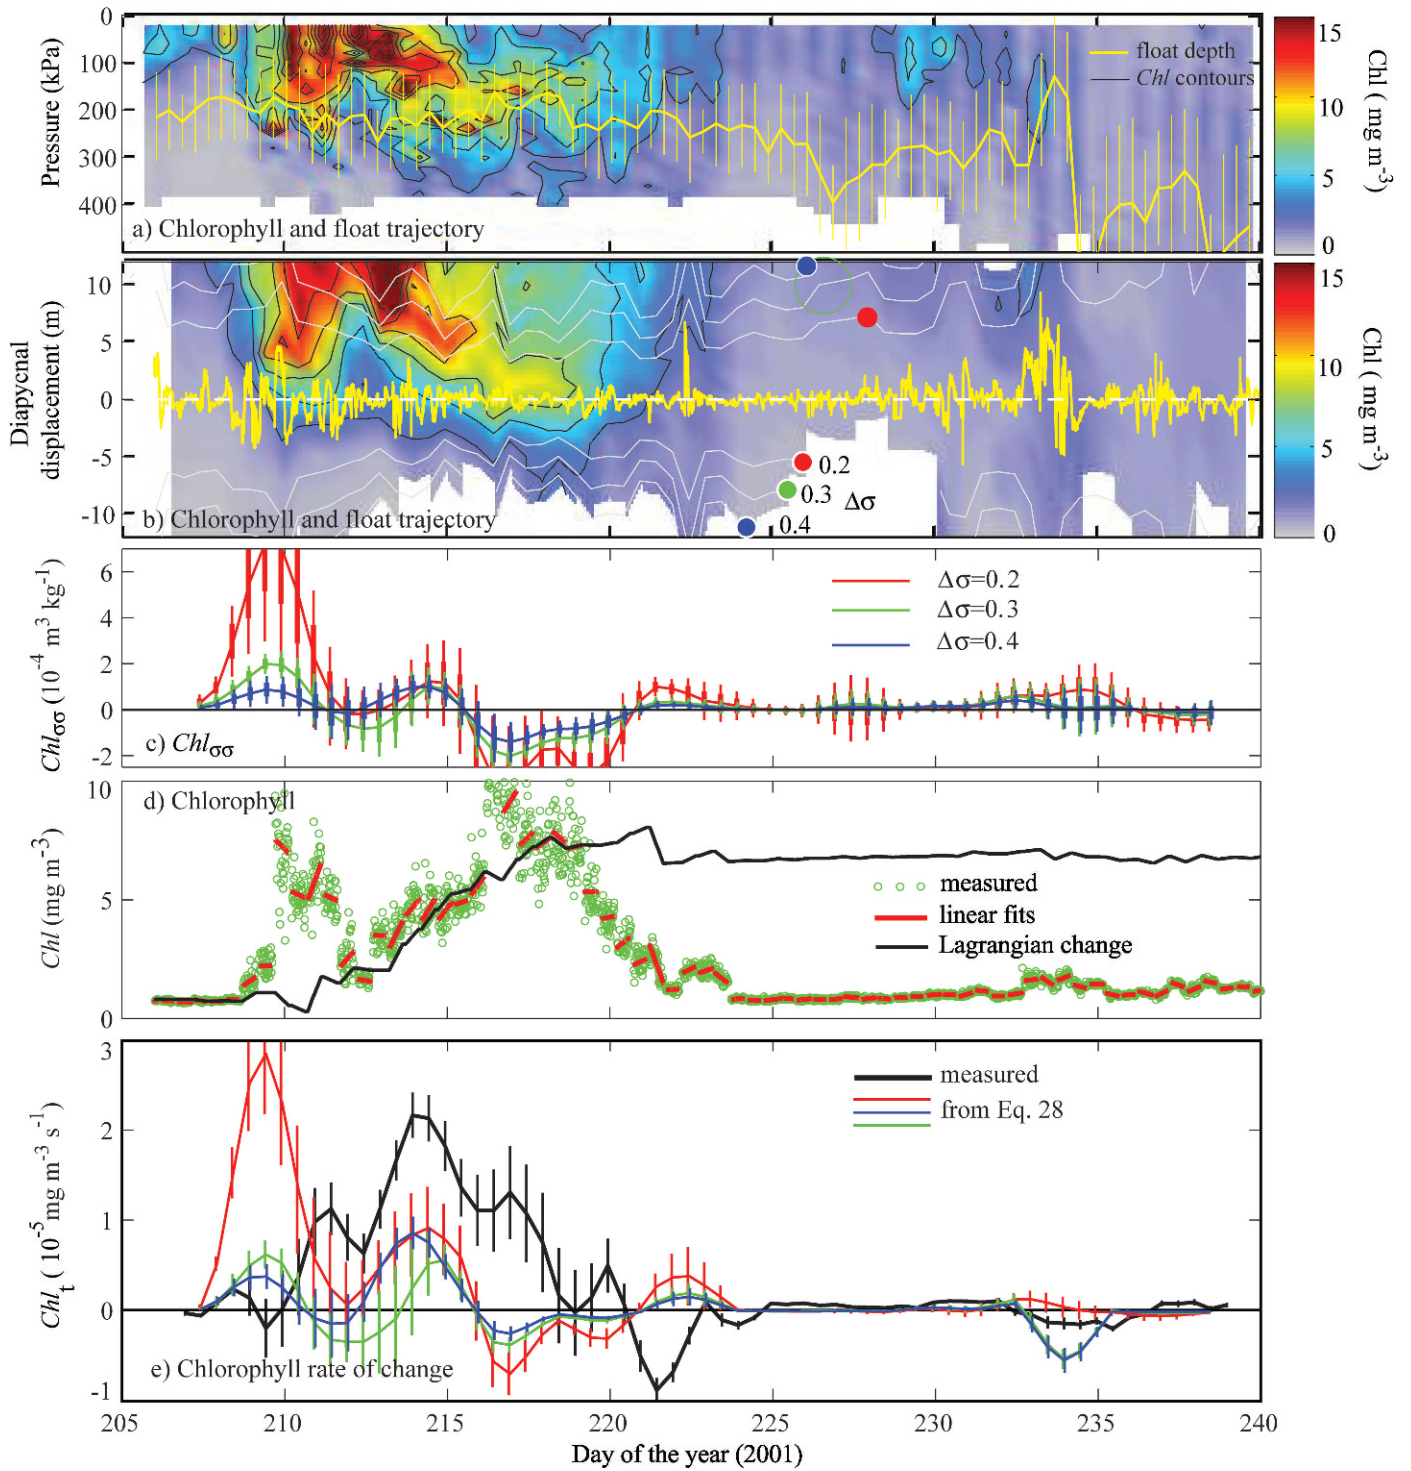 0
100
200
300
400
Pressure (kPa)
float depth
Chl contours
a) Chlorophyll and float trajectory
15
10
5
0
Chl ( mg m-3)
10
5
0
-5
-10
Diapycnal
displacement (m)
0.2
0.3 Δσ
0.4
b) Chlorophyll and float trajectory
15
10
5
0
Chl ( mg m-3)
6
4
2
0
-2
Chlσσ (10-4 m3 kg-1)
Δσ=0.2
Δσ=0.3
Δσ=0.4
c) Chlσσ
10
5
0
Chl (mg m-3)
d) Chlorophyll
measured
linear fits
Lagrangian change
3
2
1
0
-1
Chlt ( 10-5 mg m-3 s-1)
measured
from Eq. 28
e) Chlorophyll rate of change
205 210 215 220 225 230 235 240
Day of the year (2001)